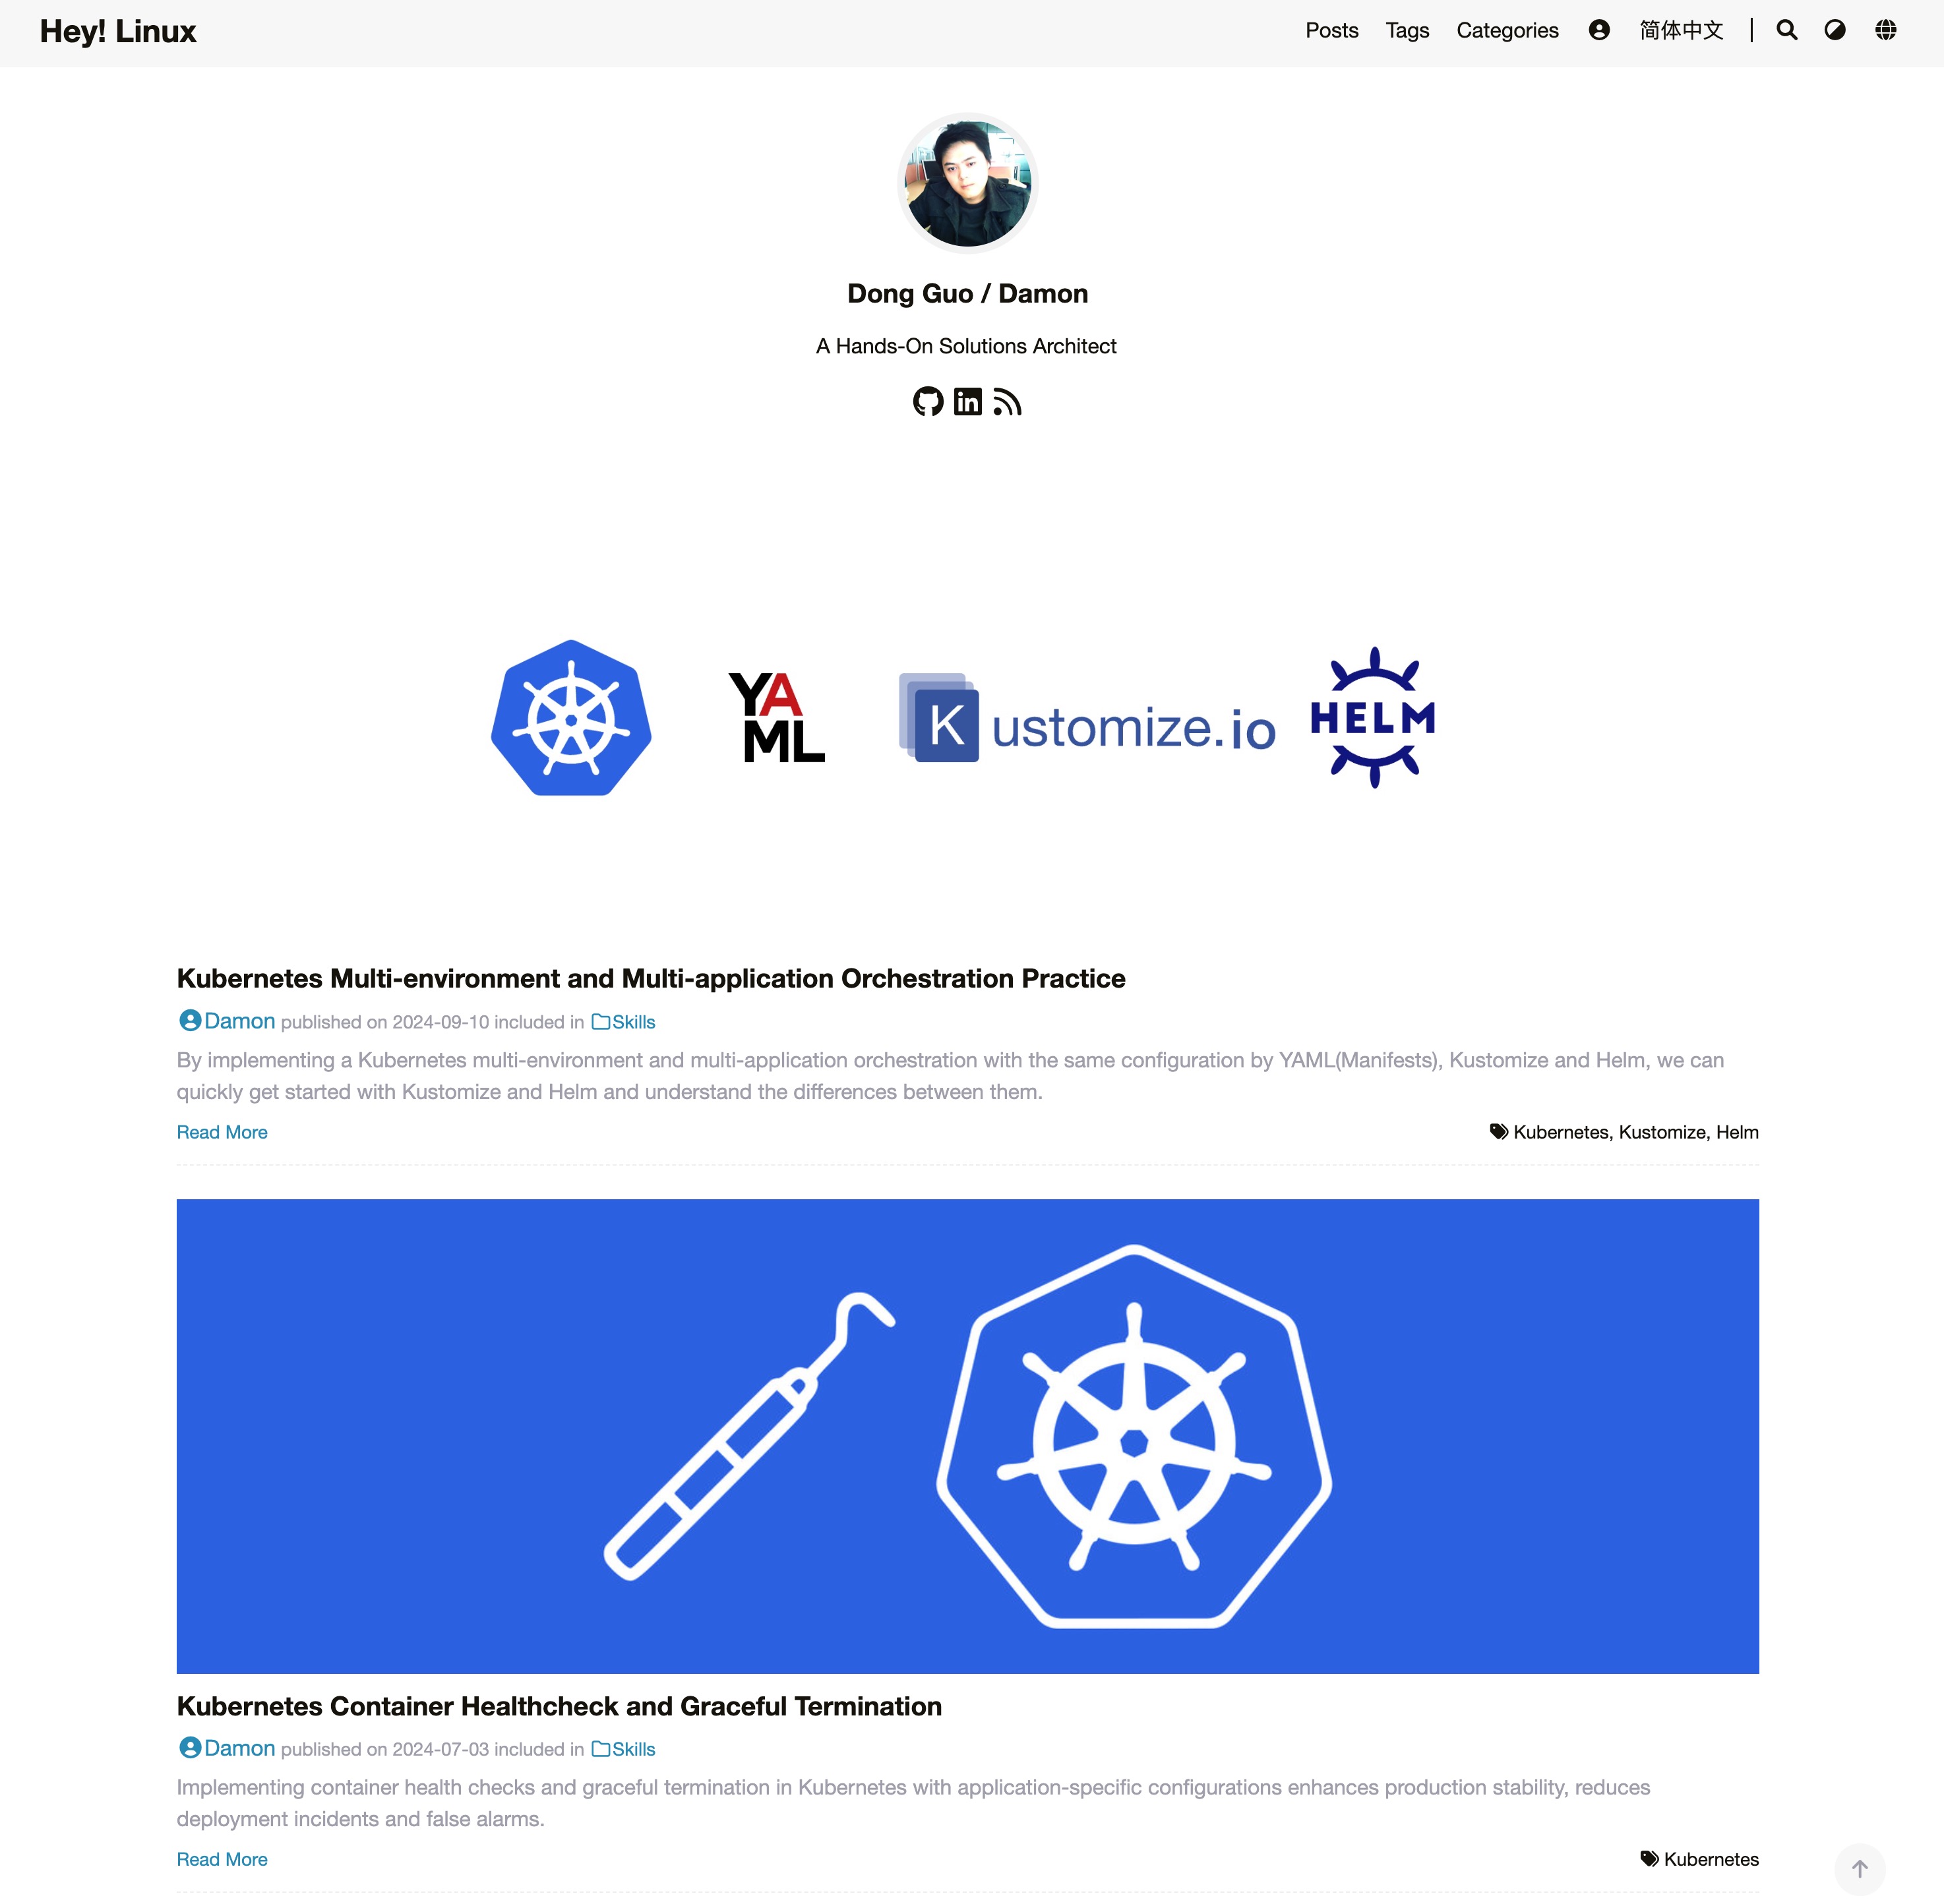 Hey! Linux
Posts Tags Categories 简体中文
Dong Guo / Damon
A Hands-On Solutions Architect
in
YA
ML
K ustomize.io
HELM
Kubernetes Multi-environment and Multi-application Orchestration Practice
Damon published on 2024-09-10 included in Skills
By implementing a Kubernetes multi-environment and multi-application orchestration with the same configuration by YAML(Manifests), Kustomize and Helm, we can
quickly get started with Kustomize and Helm and understand the differences between them.
Read More Kubernetes, Kustomize, Helm
Kubernetes Container Healthcheck and Graceful Termination
Damon published on 2024-07-03 included in Skills
Implementing container health checks and graceful termination in Kubernetes with application-specific configurations enhances production stability, reduces
deployment incidents and false alarms.
Read More Kubernetes